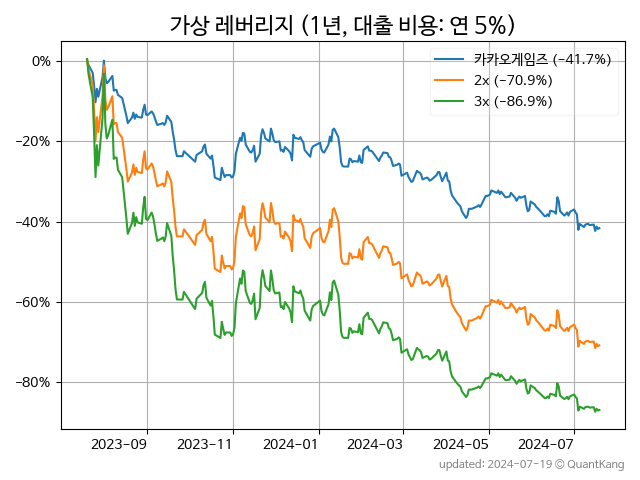 가상 레버리지 (1년, 대출 비용: 연 5%)
카카오게임즈 (−41.7%)
2x (−70.9%)
3x (−86.9%)
0%
−20%
−40%
−60%
−80%
2023−09 2023−11 2024−01 2024−03 2024−05 2024−07
updated: 2024−07−19 © QuantKang